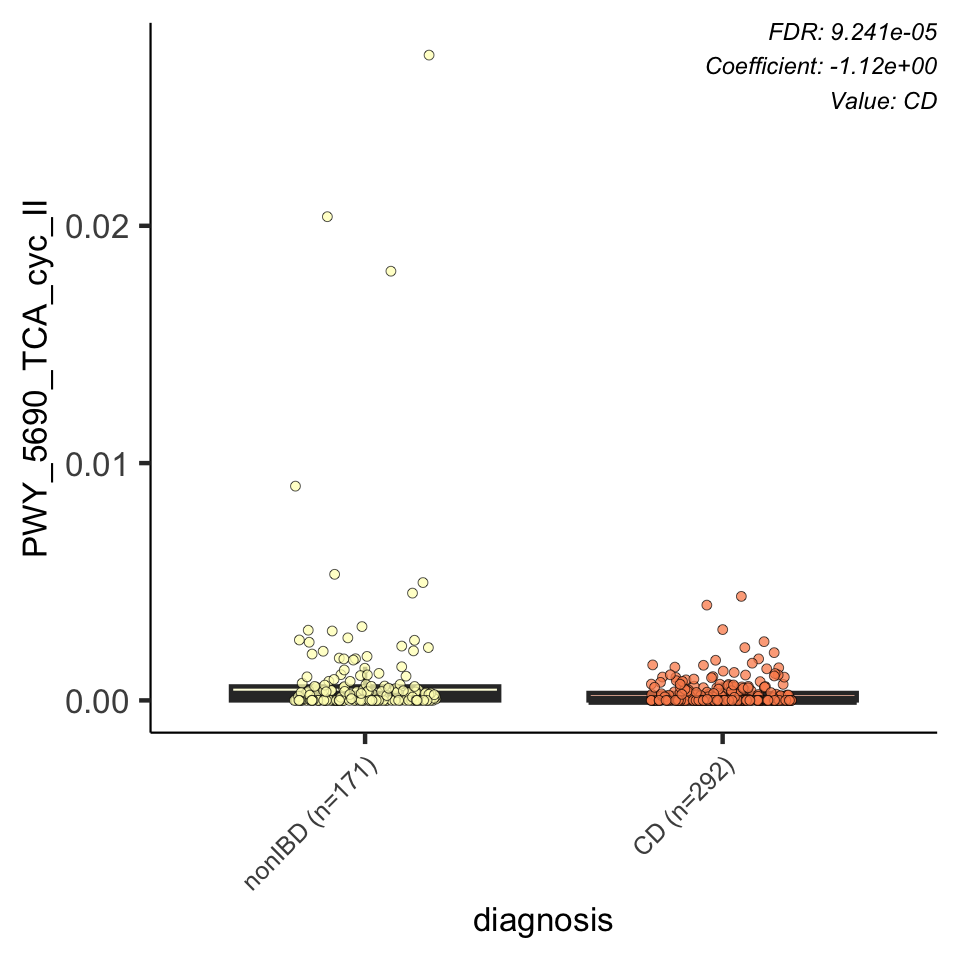 FDR: 9.241e-05
Coefficient: -1.12e+00
Value: CD
PWY_5690_TCA_cyc_II
0.02
0.01
0.00
nonIBD (n=171)
CD (n=292)
diagnosis